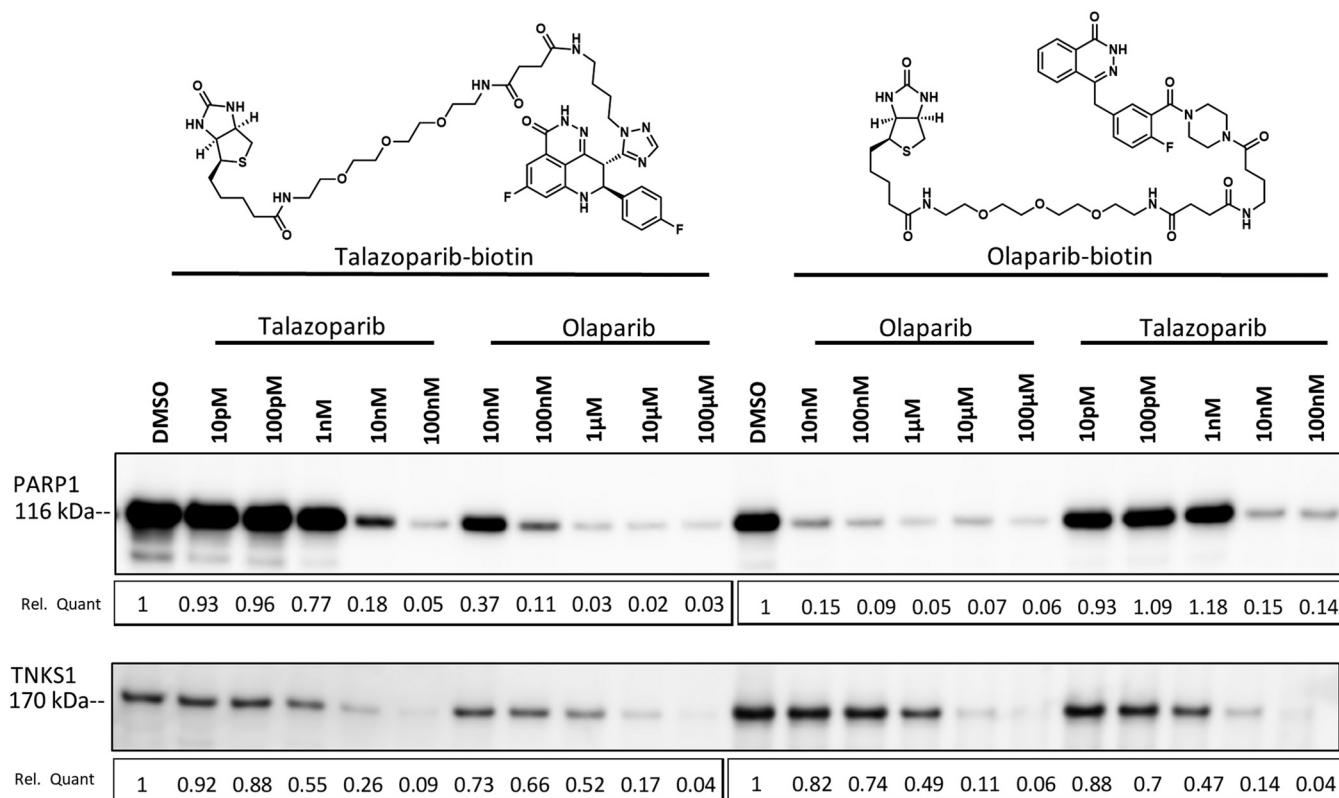 Talazoparib-biotin Olaparib-biotin
Talazoparib Olaparib Olaparib Talazoparib
DMSO 10pM 100pM 1nM 10nM 100nM 10nM 100nM 1µM 10µM 100µM DMSO 10nM 100nM 1µM 10µM 100µM 10pM 100pM 1nM 10nM 100nM
PARP1
116 kDa--
Rel. Quant 1 0.93 0.96 0.77 0.18 0.05 0.37 0.11 0.03 0.02 0.03 1 0.15 0.09 0.05 0.07 0.06 0.93 1.09 1.18 0.15 0.14
TNKS1
170 kDa--
Rel. Quant 1 0.92 0.88 0.55 0.26 0.09 0.73 0.66 0.52 0.17 0.04 1 0.82 0.74 0.49 0.11 0.06 0.88 0.7 0.47 0.14 0.04